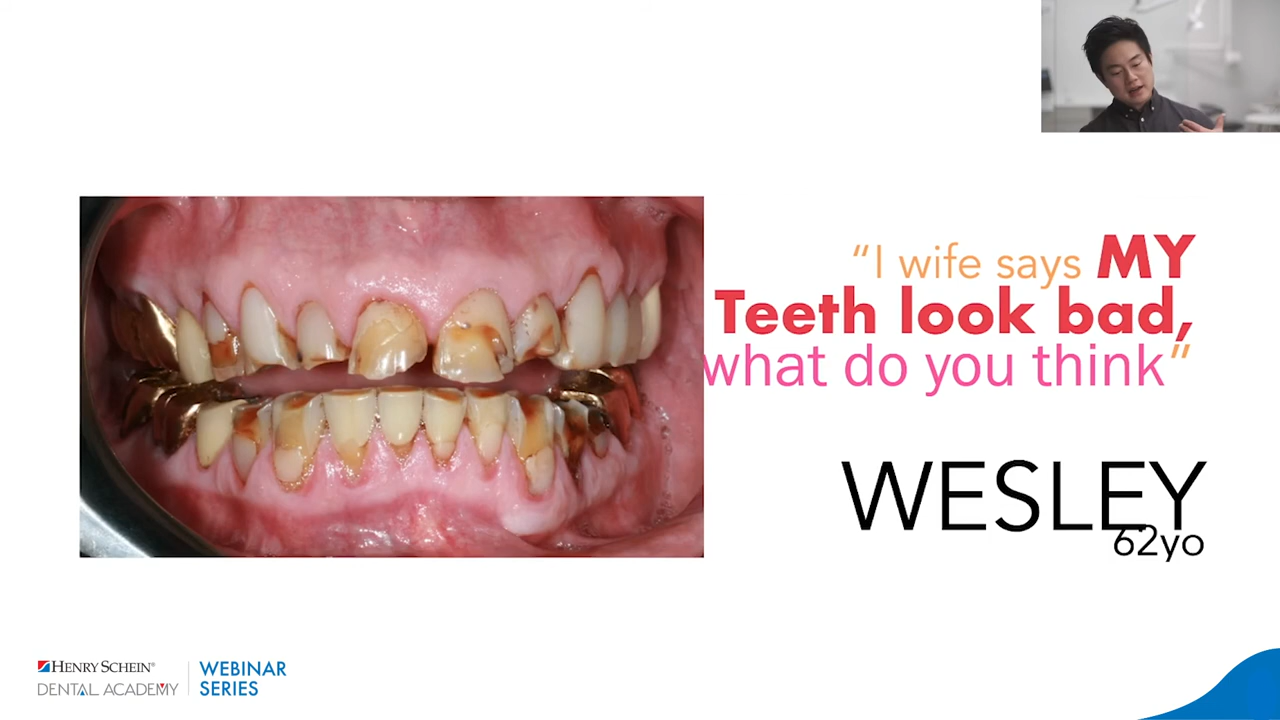 “I wife says MY
Teeth look bad,
what do you think”
WESLEY
62yo
HENRY SCHEIN®
DENTAL ACADEMY
WEBINAR
SERIES